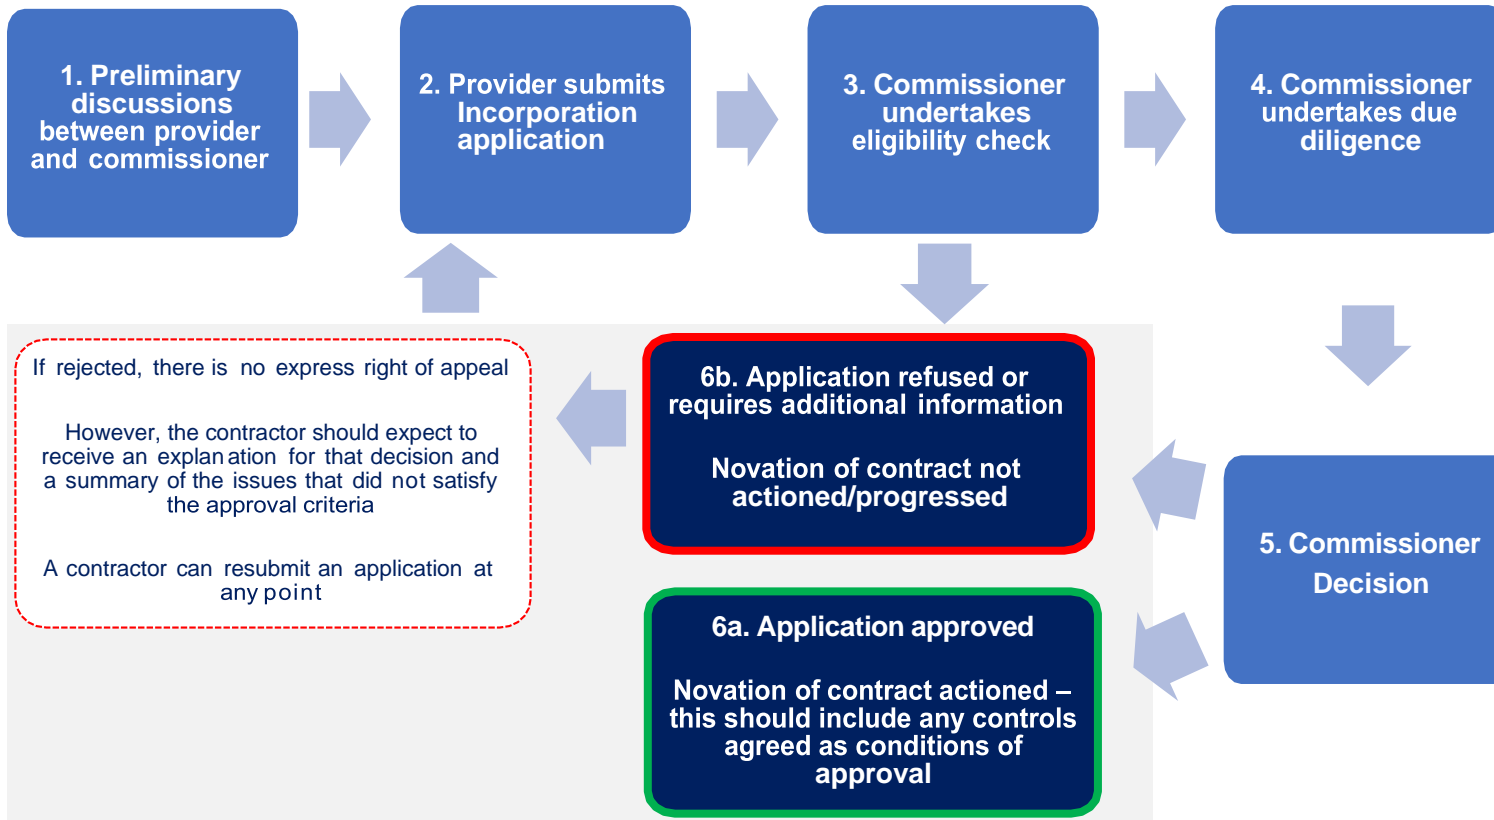 1. Preliminary
discussions
between provider
and commissioner
2. Provider submits
Incorporation
application
3. Commissioner
undertakes
eligibility check
4. Commissioner
undertakes due
diligence
If rejected, there is no express right of appeal
However, the contractor should expect to
receive an explanation for that decision and
a summary of the issues that did not satisfy
the approval criteria
A contractor can resubmit an application at
any point
6b. Application refused or
requires additional information
Novation of contract not
actioned/progressed
5. Commissioner
Decision
6a. Application approved
Novation of contract actioned –
this should include any controls
agreed as conditions of
approval